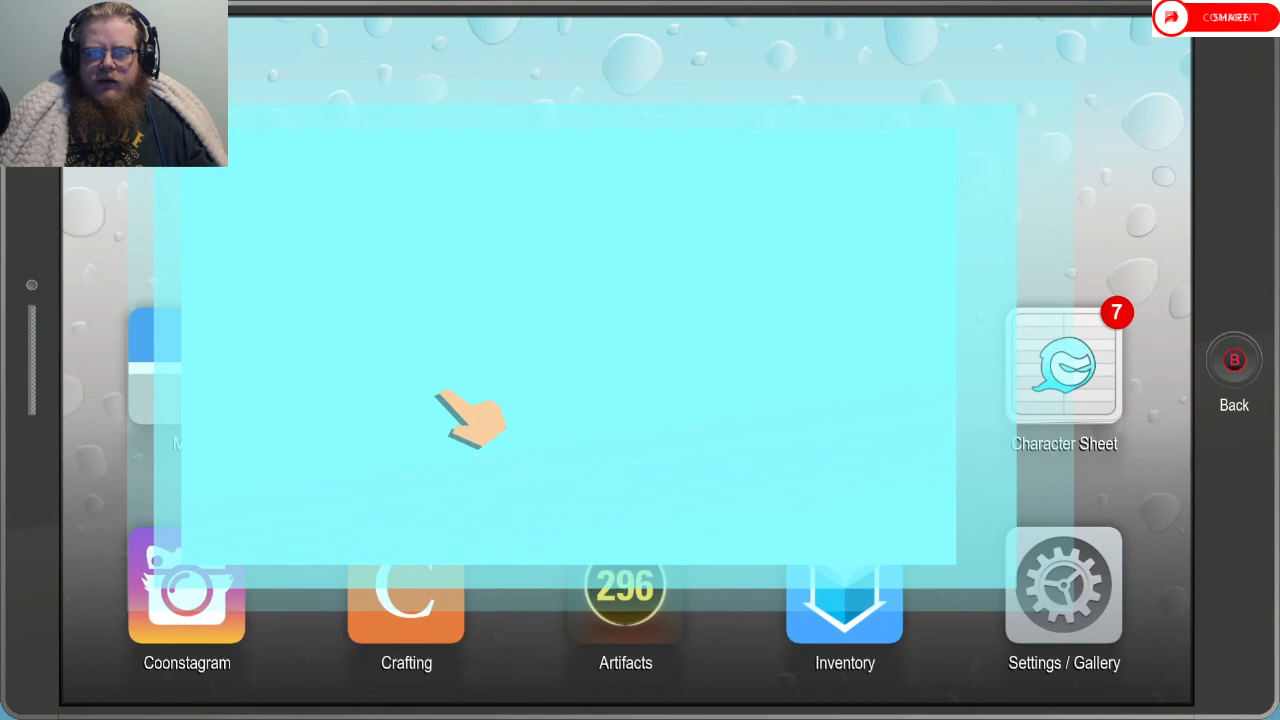 7
B
Character Sheet
Back
C
296
Coonstagram
Crafting
Artifacts
Inventory
Settings / Gallery